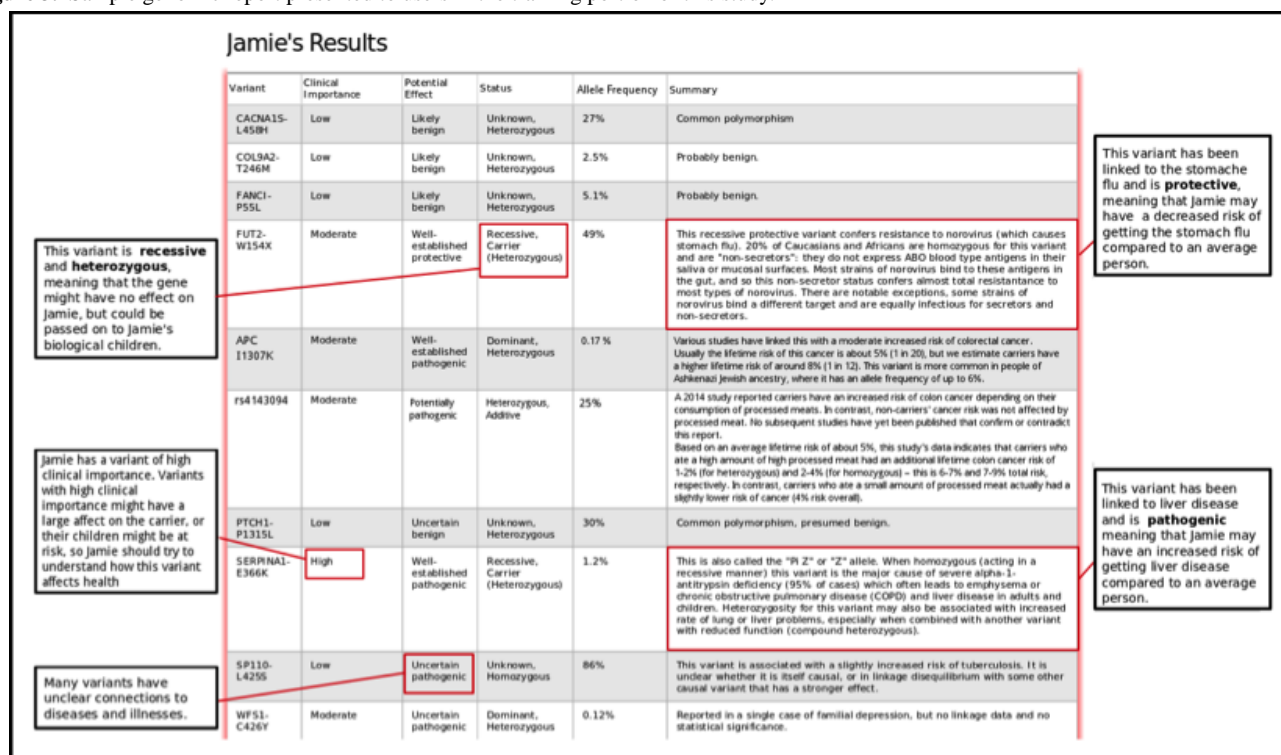 Jamie's Results
Variant Clinical Importance Potential Effect Status Allele Frequency Summary
CACNA1S-L458H Low Likely benign Unknown, Heterozygous 27% Common polymorphism
COL9A2-T246M Low Likely benign Unknown, Heterozygous 2.5% Probably benign.
FANCI-P55L Low Likely benign Unknown, Heterozygous 5.1% Probably benign.
FUT2-W154X Moderate Well-established protective Recessive, Carrier (Heterozygous) 49%
This recessive protective variant confers resistance to norovirus (which causes
stomach flu). 20% of Caucasians and Africans are homozygous for this variant
and are "non-secretors": they do not express ABO blood type antigens in their
saliva or mucosal surfaces. Most strains of norovirus bind to these antigens in
the gut, and so this non-secretor status confers almost total resistantance to
most types of norovirus. There are notable exceptions, some strains of
norovirus bind a different target and are equally infectious for secretors and
non-secretors.
APC I1307K Moderate Well-established pathogenic Dominant, Heterozygous 0.17 %
Various studies have linked this with a moderate increased risk of colorectal cancer.
Usually the lifetime risk of this cancer is about 5% (1 in 20), but we estimate carriers have
a higher lifetime risk of around 8% (1 in 12). This variant is more common in people of
Ashkenazi Jewish ancestry, where it has an allele frequency of up to 6%.
rs4143094 Moderate Potentially pathogenic Heterozygous, Additive 25%
A 2014 study reported carriers have an increased risk of colon cancer depending on their
consumption of processed meats. In contrast, non-carriers' cancer risk was not affected by
processed meat. No subsequent studies have yet been published that confirm or contradict
this report.
Based on an average lifetime risk of about 5%, this study's data indicates that carriers who
ate a high amount of high processed meat had an additional lifetime colon cancer risk of
1-2% (for heterozygous) and 2-4% (for homozygous) – this is 6-7% and 7-9% total risk,
respectively. In contrast, carriers who ate a small amount of processed meat actually had a
slightly lower risk of cancer (4% risk overall).
PTCH1-P1315L Low Uncertain benign Unknown, Heterozygous 30% Common polymorphism, presumed benign.
SERPINA1-E366K High Well-established pathogenic Recessive, Carrier (Heterozygous) 1.2%
This is also called the "Pi Z" or "Z" allele. When homozygous (acting in a
recessive manner) this variant is the major cause of severe alpha-1-
antitrypsin deficiency (95% of cases) which often leads to emphysema or
chronic obstructive pulmonary disease (COPD) and liver disease in adults and
children. Heterozygosity for this variant may also be associated with increased
rate of lung or liver problems, especially when combined with another variant
with reduced function (compound heterozygous).
SP110-L425S Low Uncertain pathogenic Unknown, Homozygous 86%
This variant is associated with a slightly increased risk of tuberculosis. It is
unclear whether it is itself causal, or in linkage disequilibrium with some other
causal variant that has a stronger effect.
WFS1-C426Y Moderate Uncertain pathogenic Dominant, Heterozygous 0.12%
Reported in a single case of familial depression, but no linkage data and no
statistical significance.
This variant is recessive
and heterozygous,
meaning that the gene
might have no effect on
Jamie, but could be
passed on to Jamie's
biological children.
Jamie has a variant of high
clinical importance. Variants
with high clinical
importance might have a
large affect on the carrier, or
their children might be at
risk, so Jamie should try to
understand how this variant
affects health
Many variants have
unclear connections to
diseases and illnesses.
This variant has been
linked to the stomache
flu and is protective,
meaning that Jamie may
have a decreased risk of
getting the stomach flu
compared to an average
person.
This variant has been
linked to liver disease
and is pathogenic
meaning that Jamie may
have an increased risk of
getting liver disease
compared to an average
person.